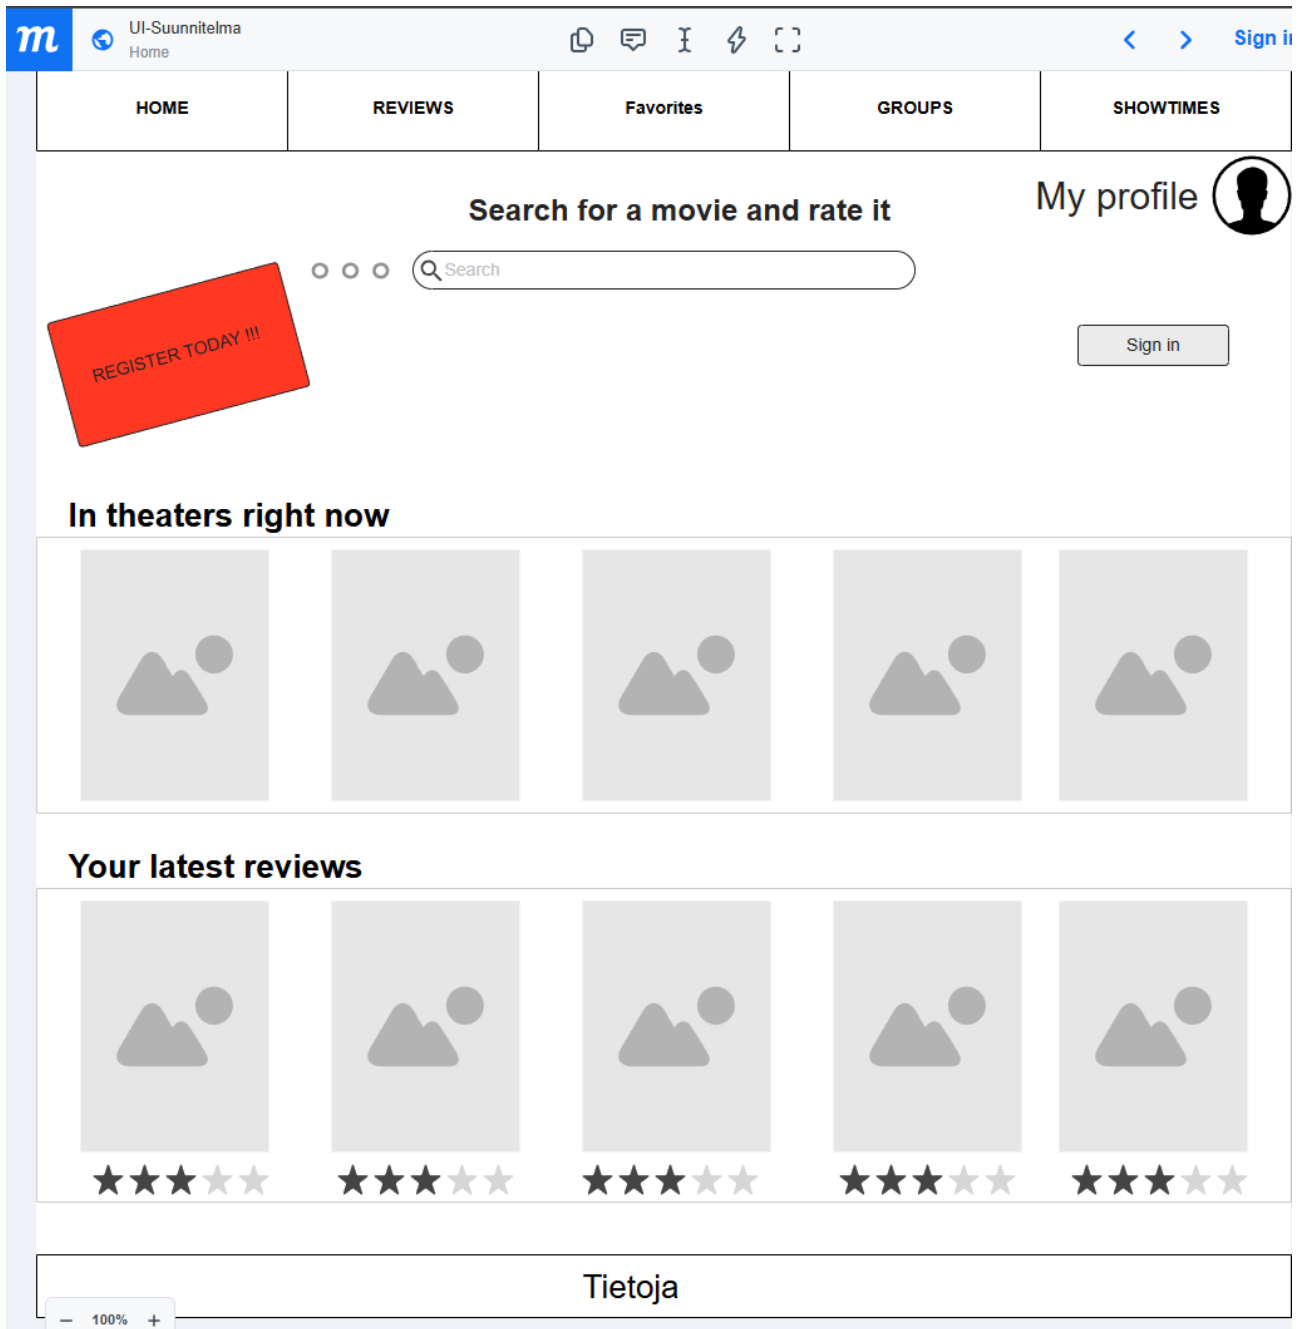 m
UI-Suunnitelma
Home
Sign in
HOME
REVIEWS
Favorites
GROUPS
SHOWTIMES
My profile
Search for a movie and rate it
Search
REGISTER TODAY !!!
Sign in
In theaters right now
Your latest reviews
Tietoja
— 100% +